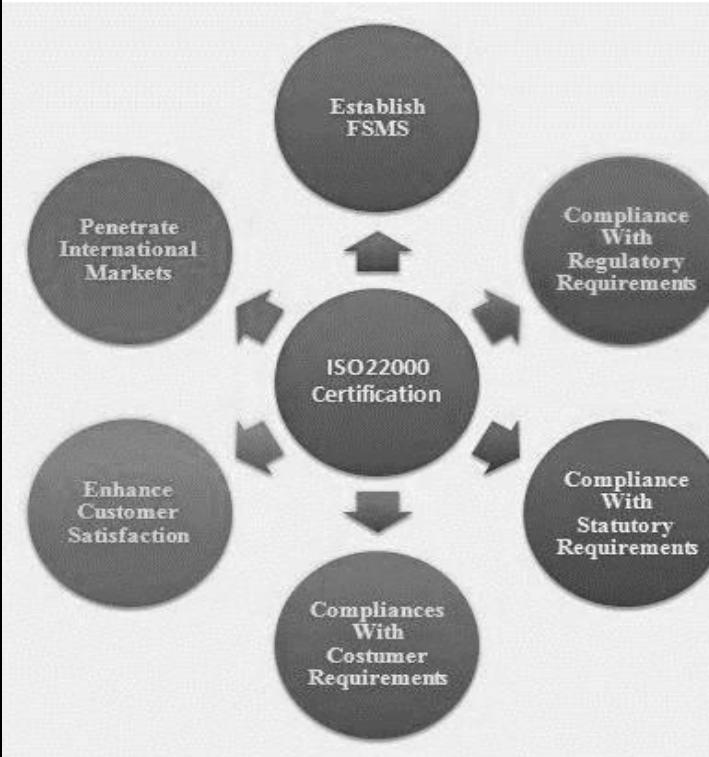 Establish
FSMS
Compliance
With
Regulatory
Requirements
Compliance
With
Statutory
Requirements
Compliances
With
Costumer
Requirements
Enhance
Customer
Satisfaction
Penetrate
International
Markets
ISO22000
Certification